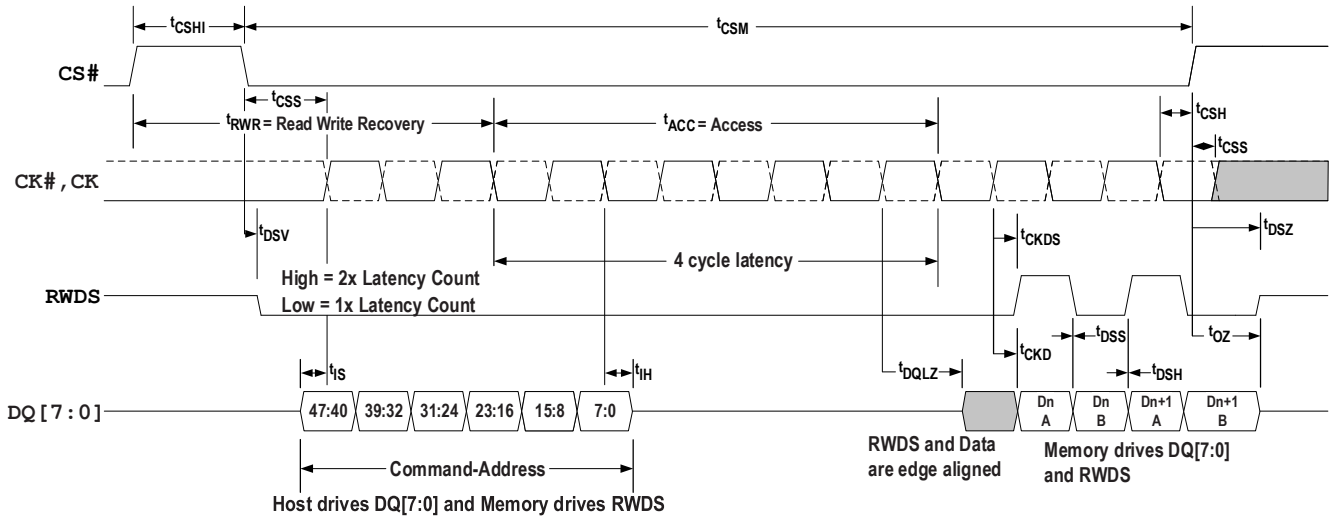 tCSHI
tCSM
CS#
tCSS
tRWR= Read Write Recovery
tACC= Access
tCSH
tCSS
CK#,CK
tDSV
tCKDS
tDSZ
4 cycle latency
High = 2x Latency Count
Low = 1x Latency Count
RWDS
tIS
tIH
tDQLZ
tCKD
tDSS
tOZ
tDSH
DQ[7:0]
47:40 39:32 31:24 23:16 15:8 7:0
Dn A
Dn B
Dn+1 A
Dn+1 B
Command-Address
RWDS and Data
are edge aligned
Memory drives DQ[7:0]
and RWDS
Host drives DQ[7:0] and Memory drives RWDS